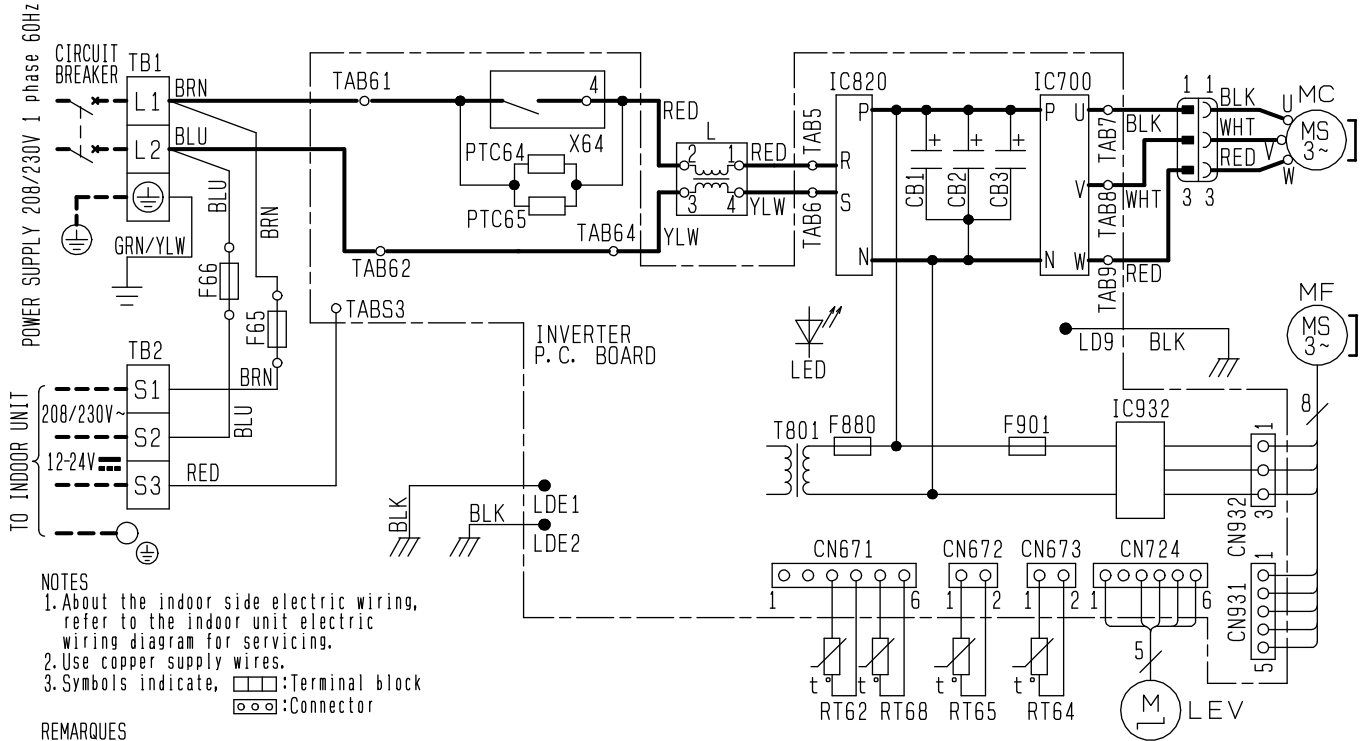 POWER SUPPLY 208/230V 1 phase 60Hz
CIRCUIT
BREAKER
TB1
L1
L2
BRN
BLU
BLU
BRN
GRN/YLW
F66
F65
TAB61
TAB62
TABS3
4
X64
PTC64
PTC65
TAB64
RED
YLW
L
2 1
3 4
RED
YLW
TAB5
TAB6
IC820
P
R
S
N
CB1
CB2
CB3
+
+
+
IC700
P
U
V
N
W
TAB7
TAB8
TAB9
BLK
WHT
RED
1 1
3 3
BLK
WHT
RED
U
V
W
MC
MS
3~
MF
MS
3~
8
INVERTER
P.C. BOARD
LED
LD9
BLK
TB2
S1
S2
S3
BRN
BLU
RED
TO INDOOR UNIT
208/230V~
12-24V
T801
F880
F901
IC932
1
3
CN932
1
5
CN931
BLK
BLK
LDE1
LDE2
CN671
1 6
CN672
1 2
CN673
1 2
CN724
1 6
5
t°
t°
t°
t°
RT62
RT68
RT65
RT64
M
LEV
NOTES
1. About the indoor side electric wiring,
refer to the indoor unit electric
wiring diagram for servicing.
2. Use copper supply wires.
3. Symbols indicate, :Terminal block
:Connector
REMARQUES